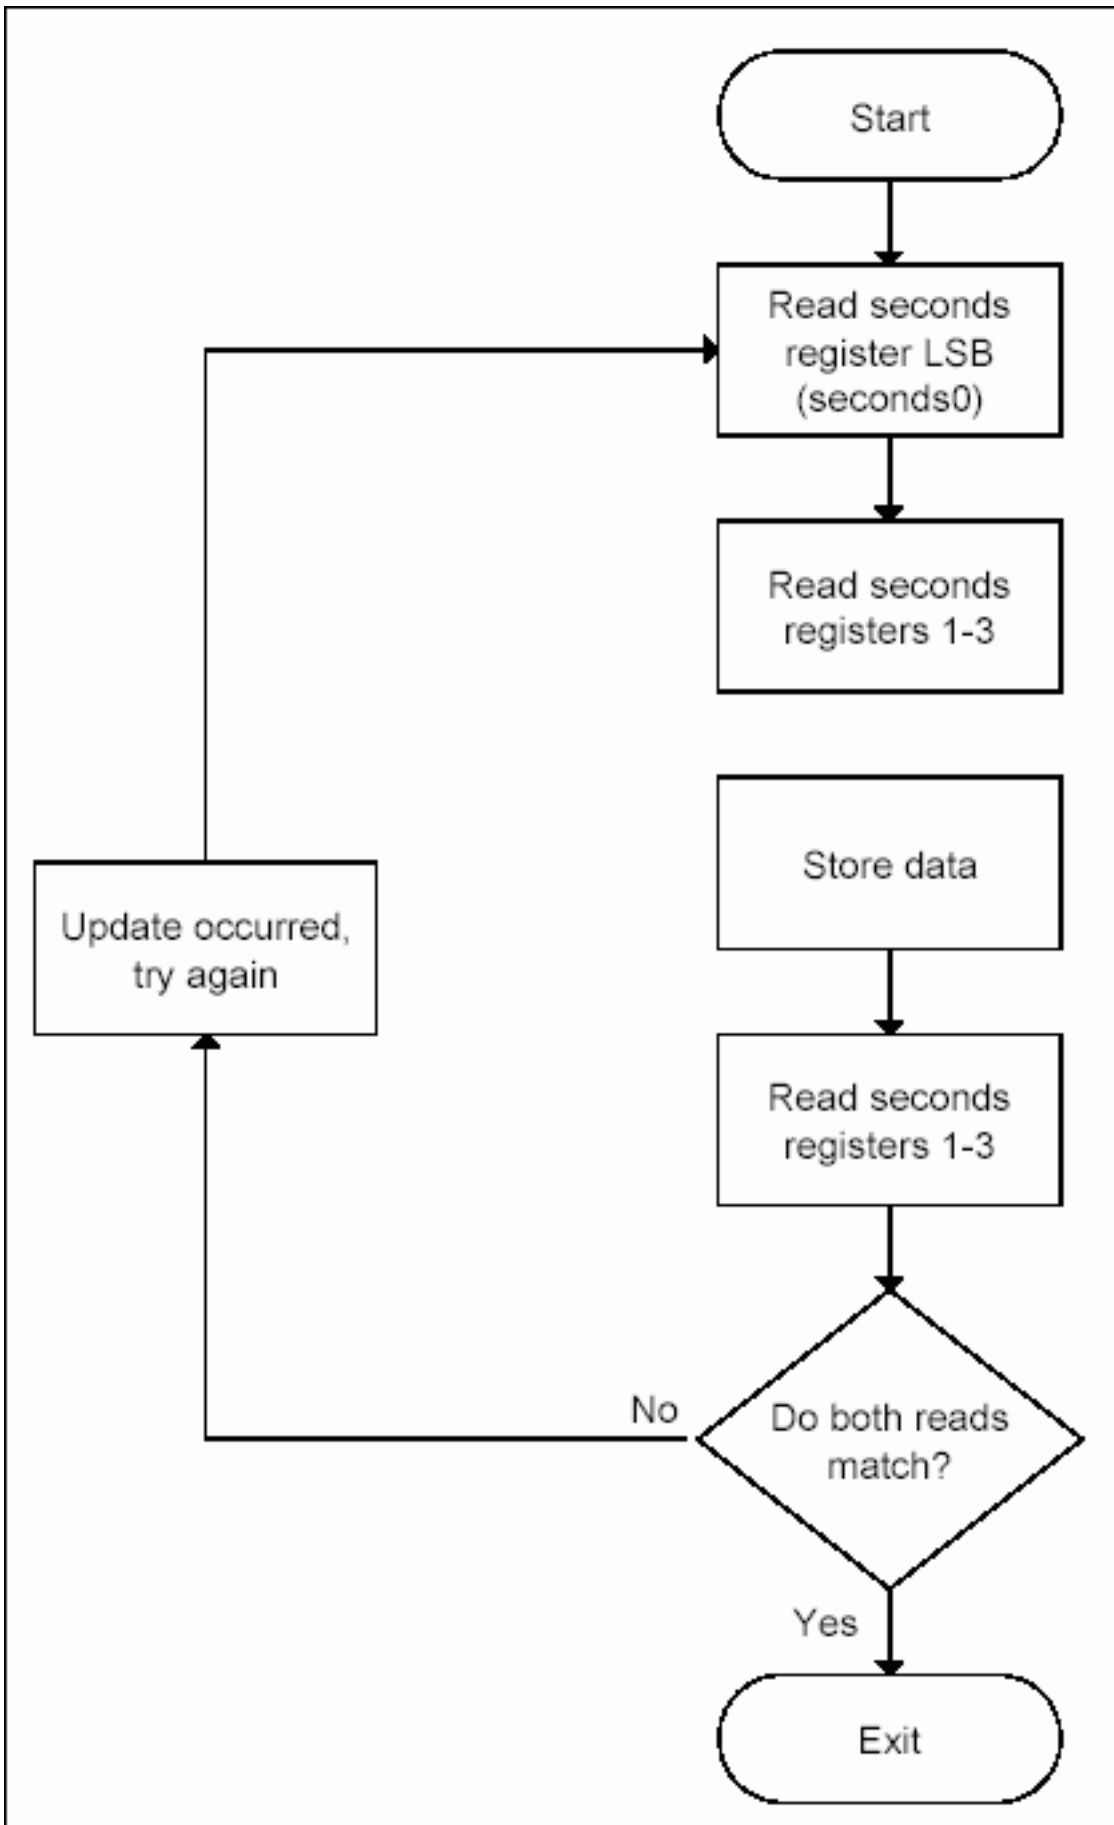 Start
Read seconds
register LSB
(seconds0)
Read seconds
registers 1-3
Store data
Update occurred,
try again
Read seconds
registers 1-3
Do both reads
match?
No
Yes
Exit